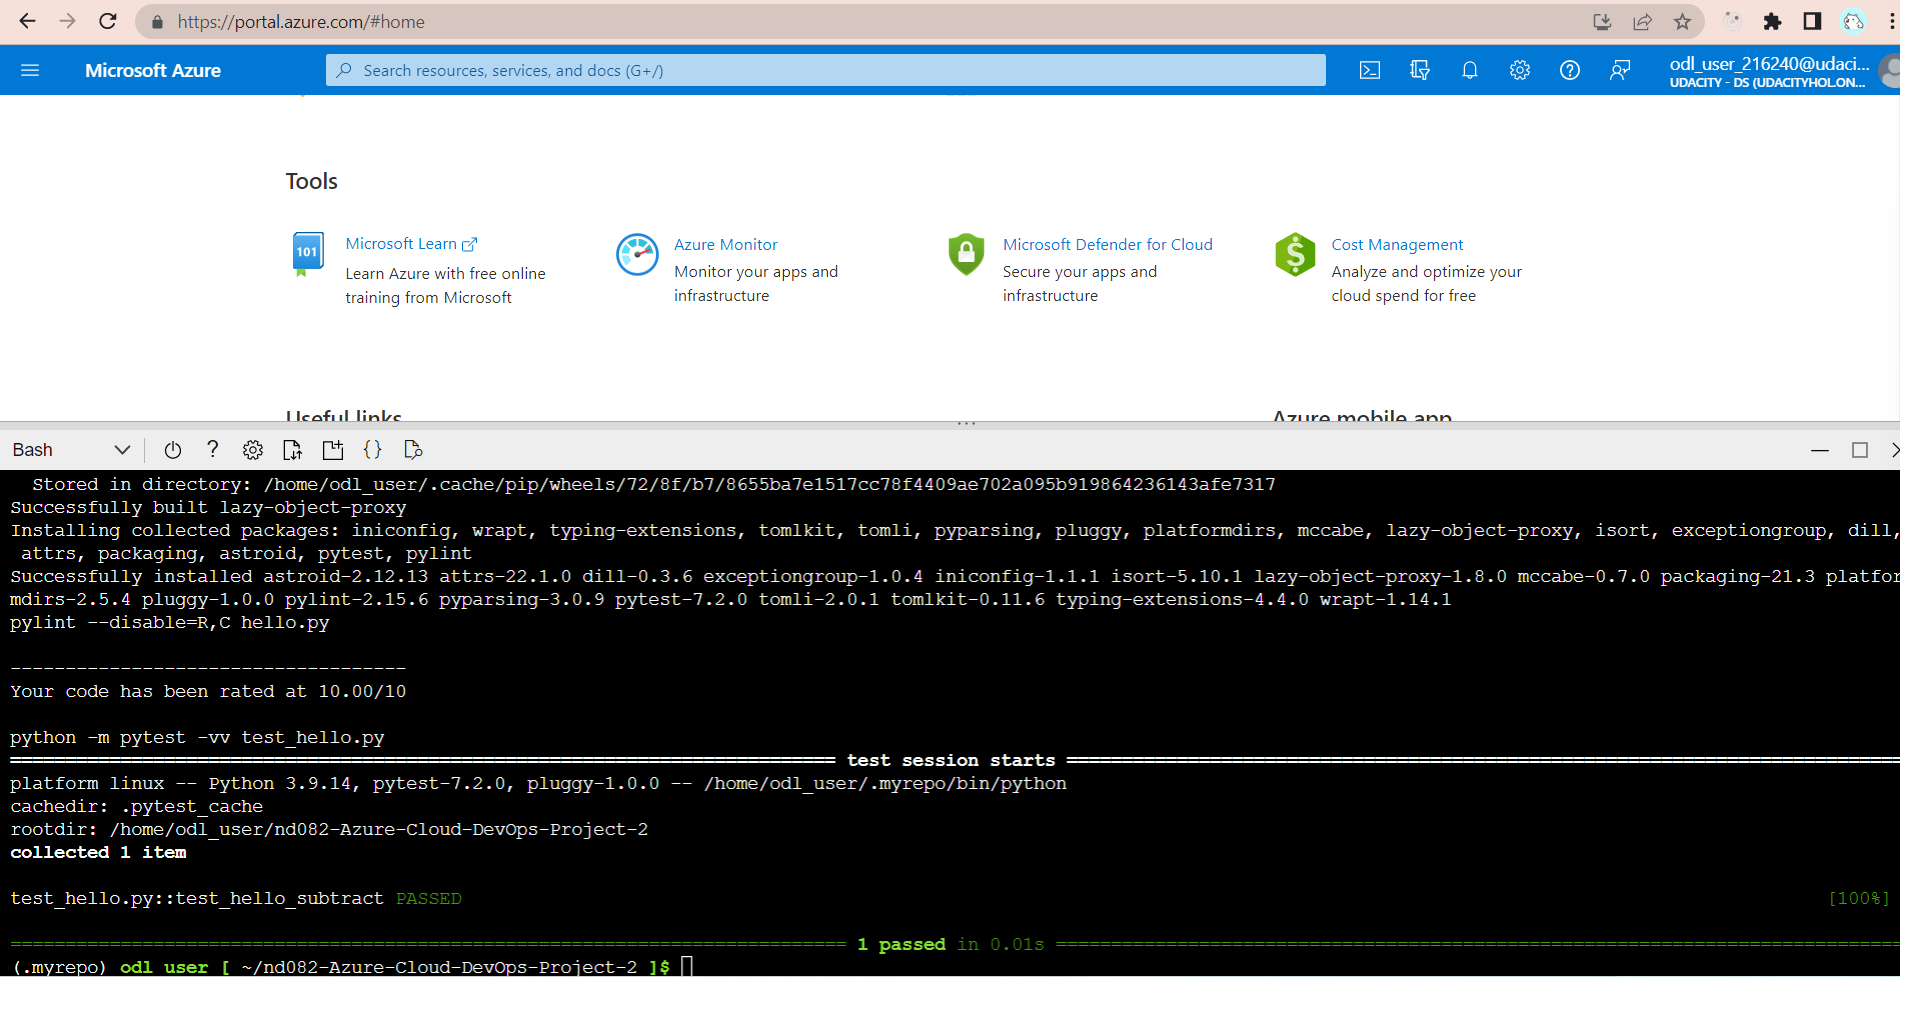 https://portal.azure.com/#home
Microsoft Azure
Search resources, services, and docs (G+/)
odl_user_216240@udaci...
UDACITY - DS (UDACITYHOL.ON...
Tools
101
Microsoft Learn
Learn Azure with free online
training from Microsoft
Azure Monitor
Monitor your apps and
infrastructure
Microsoft Defender for Cloud
Secure your apps and
infrastructure
$
Cost Management
Analyze and optimize your
cloud spend for free
Useful links
Azure mobile app
Bash
Stored in directory: /home/odl_user/.cache/pip/wheels/72/8f/b7/8655ba7e1517cc78f4409ae702a095b919864236143afe7317
Successfully built lazy-object-proxy
Installing collected packages: iniconfig, wrapt, typing-extensions, tomlkit, tomli, pyparsing, pluggy, platformdirs, mccabe, lazy-object-proxy, isort, exceptiongroup, dill,
attrs, packaging, astroid, pytest, pylint
Successfully installed astroid-2.12.13 attrs-22.1.0 dill-0.3.6 exceptiongroup-1.0.4 iniconfig-1.1.1 isort-5.10.1 lazy-object-proxy-1.8.0 mccabe-0.7.0 packaging-21.3 platfor
mdirs-2.5.4 pluggy-1.0.0 pylint-2.15.6 pyparsing-3.0.9 pytest-7.2.0 tomli-2.0.1 tomlkit-0.11.6 typing-extensions-4.4.0 wrapt-1.14.1
pylint --disable=R,C hello.py
------------------------------------
Your code has been rated at 10.00/10
python -m pytest -vv test_hello.py
=========================================================================== test session starts ============================================================================
platform linux -- Python 3.9.14, pytest-7.2.0, pluggy-1.0.0 -- /home/odl_user/.myrepo/bin/python
cachedir: .pytest_cache
rootdir: /home/odl_user/nd082-Azure-Cloud-DevOps-Project-2
collected 1 item
test_hello.py::test_hello_subtract PASSED [100%]
============================================================================ 1 passed in 0.01s =============================================================================
(.myrepo) odl_user [ ~/nd082-Azure-Cloud-DevOps-Project-2 ]$